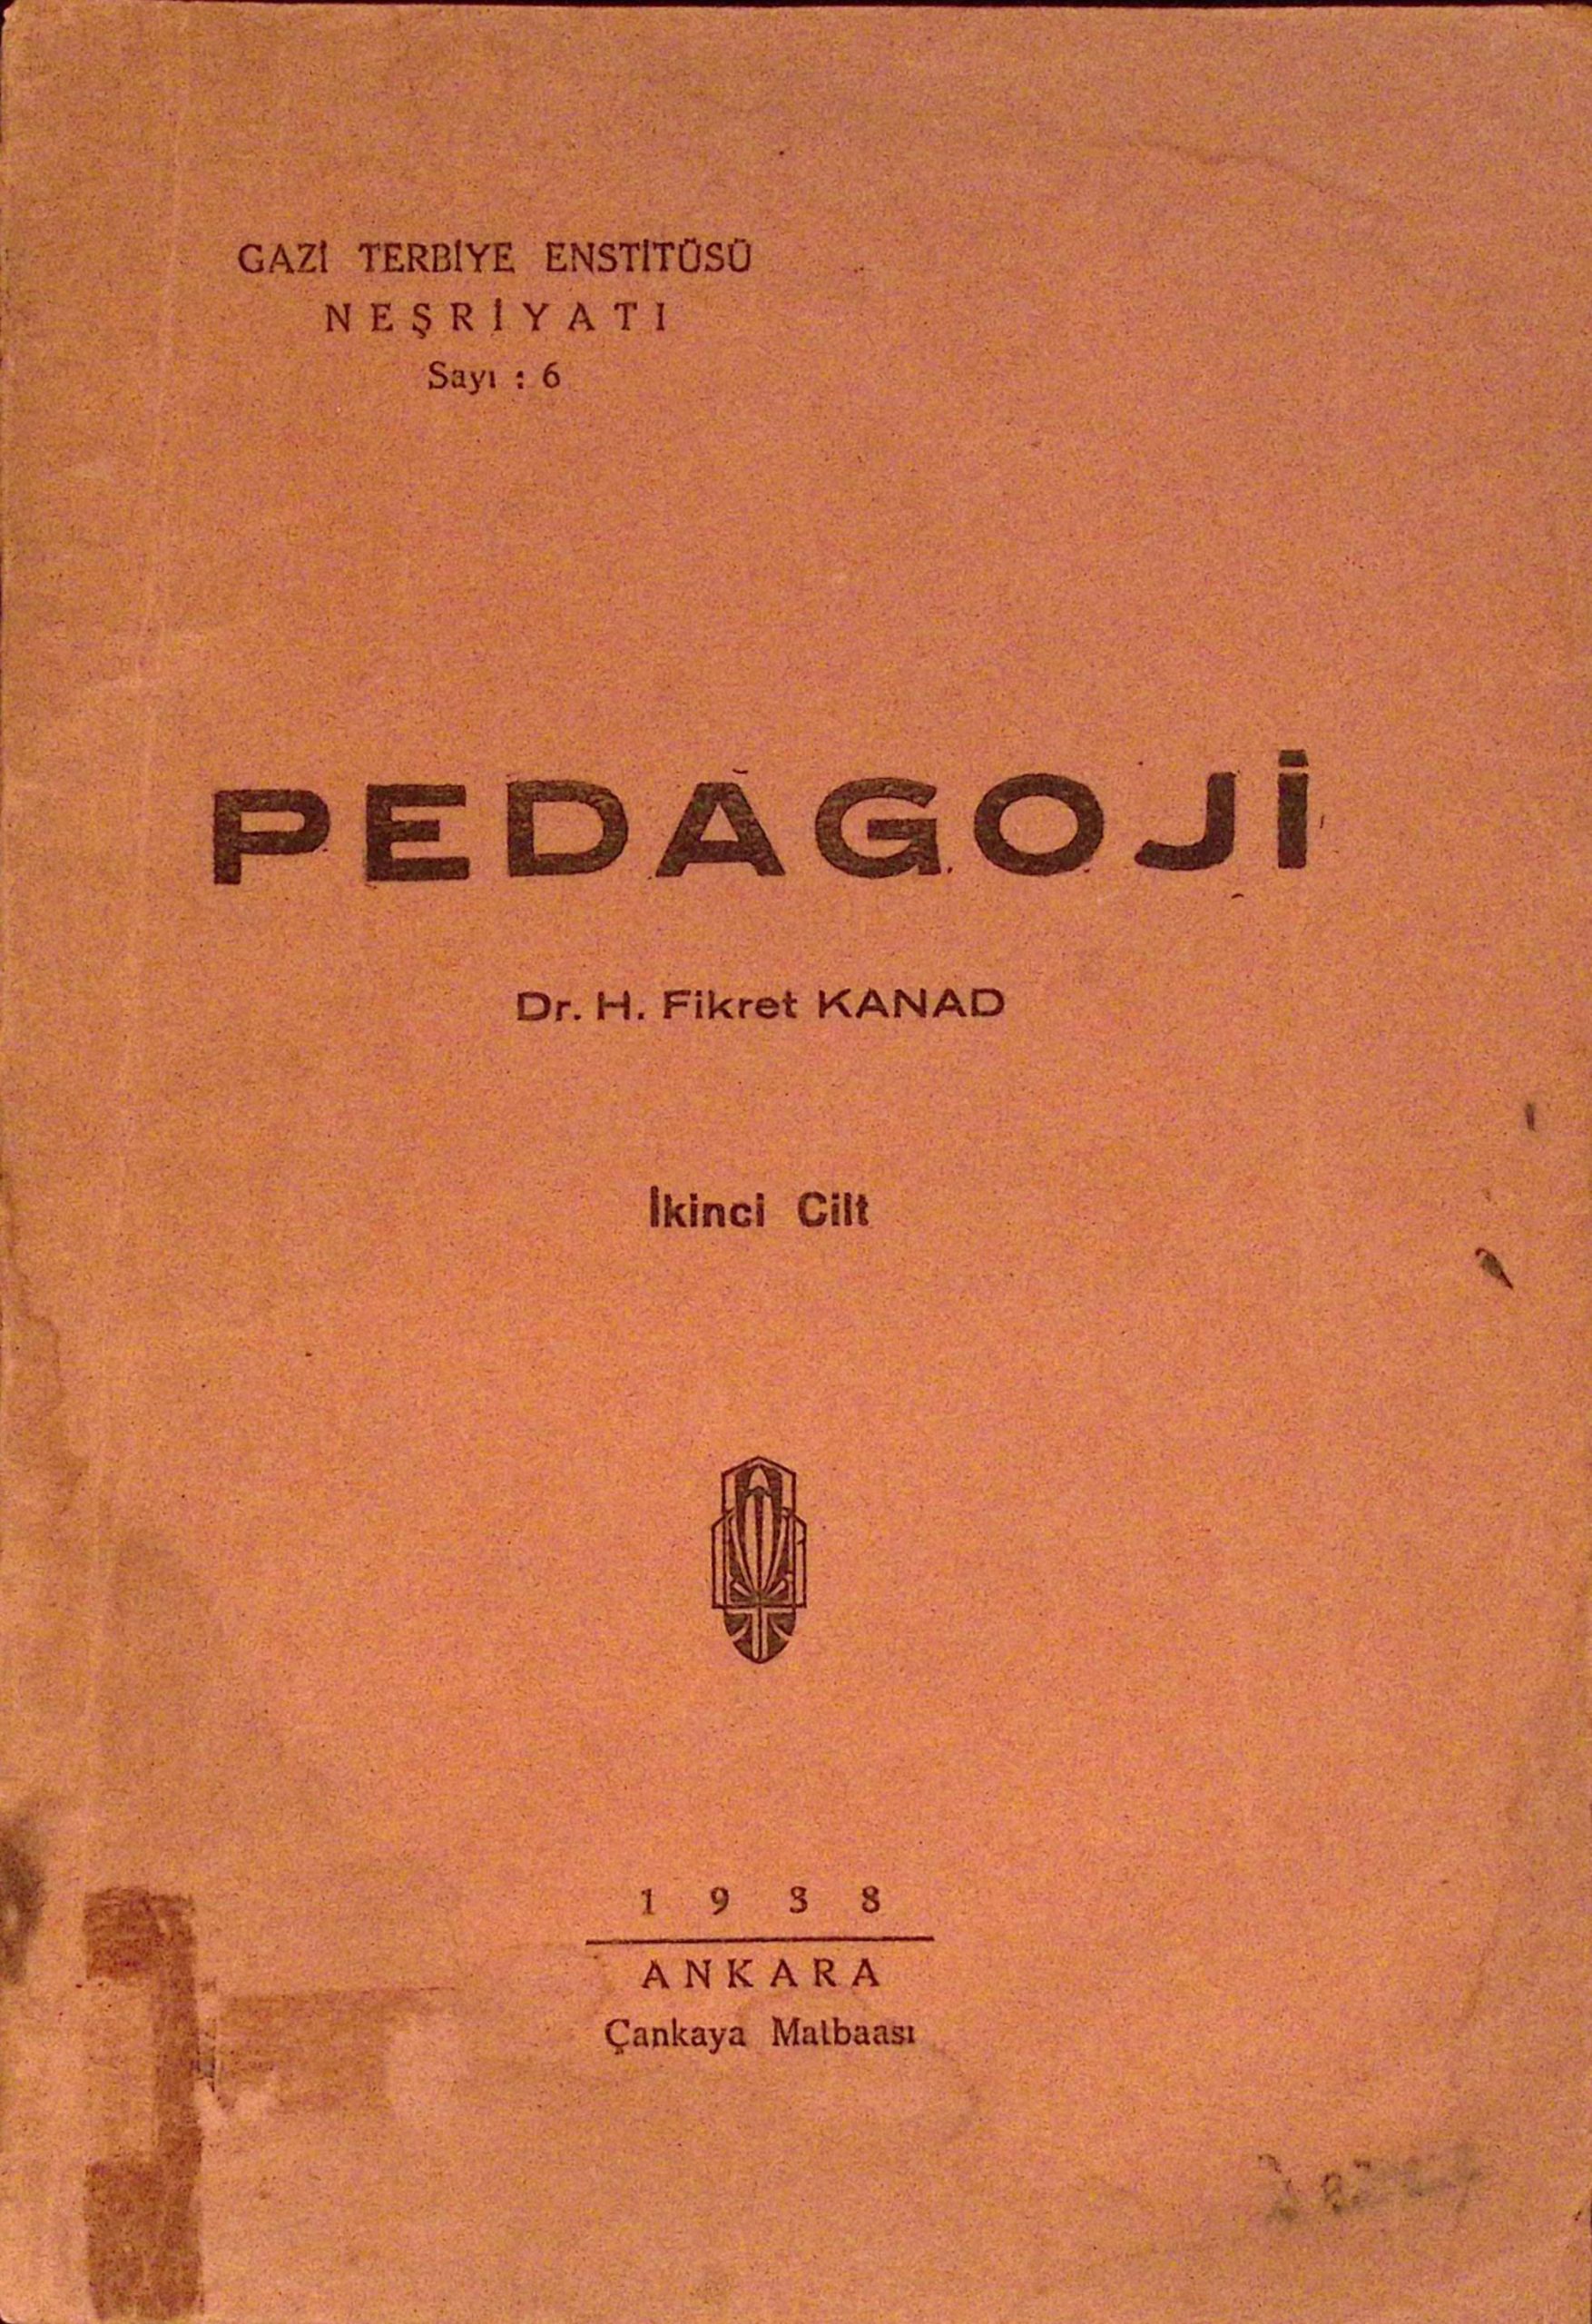 GAZİ TERBİYE ENSTİTÜSÜ
NEŞRİYATI
Sayı : 6
PEDAGOJİ
Dr. H. Fikret KANAD
İkinci Cilt
1938
ANKARA
Çankaya Matbaası